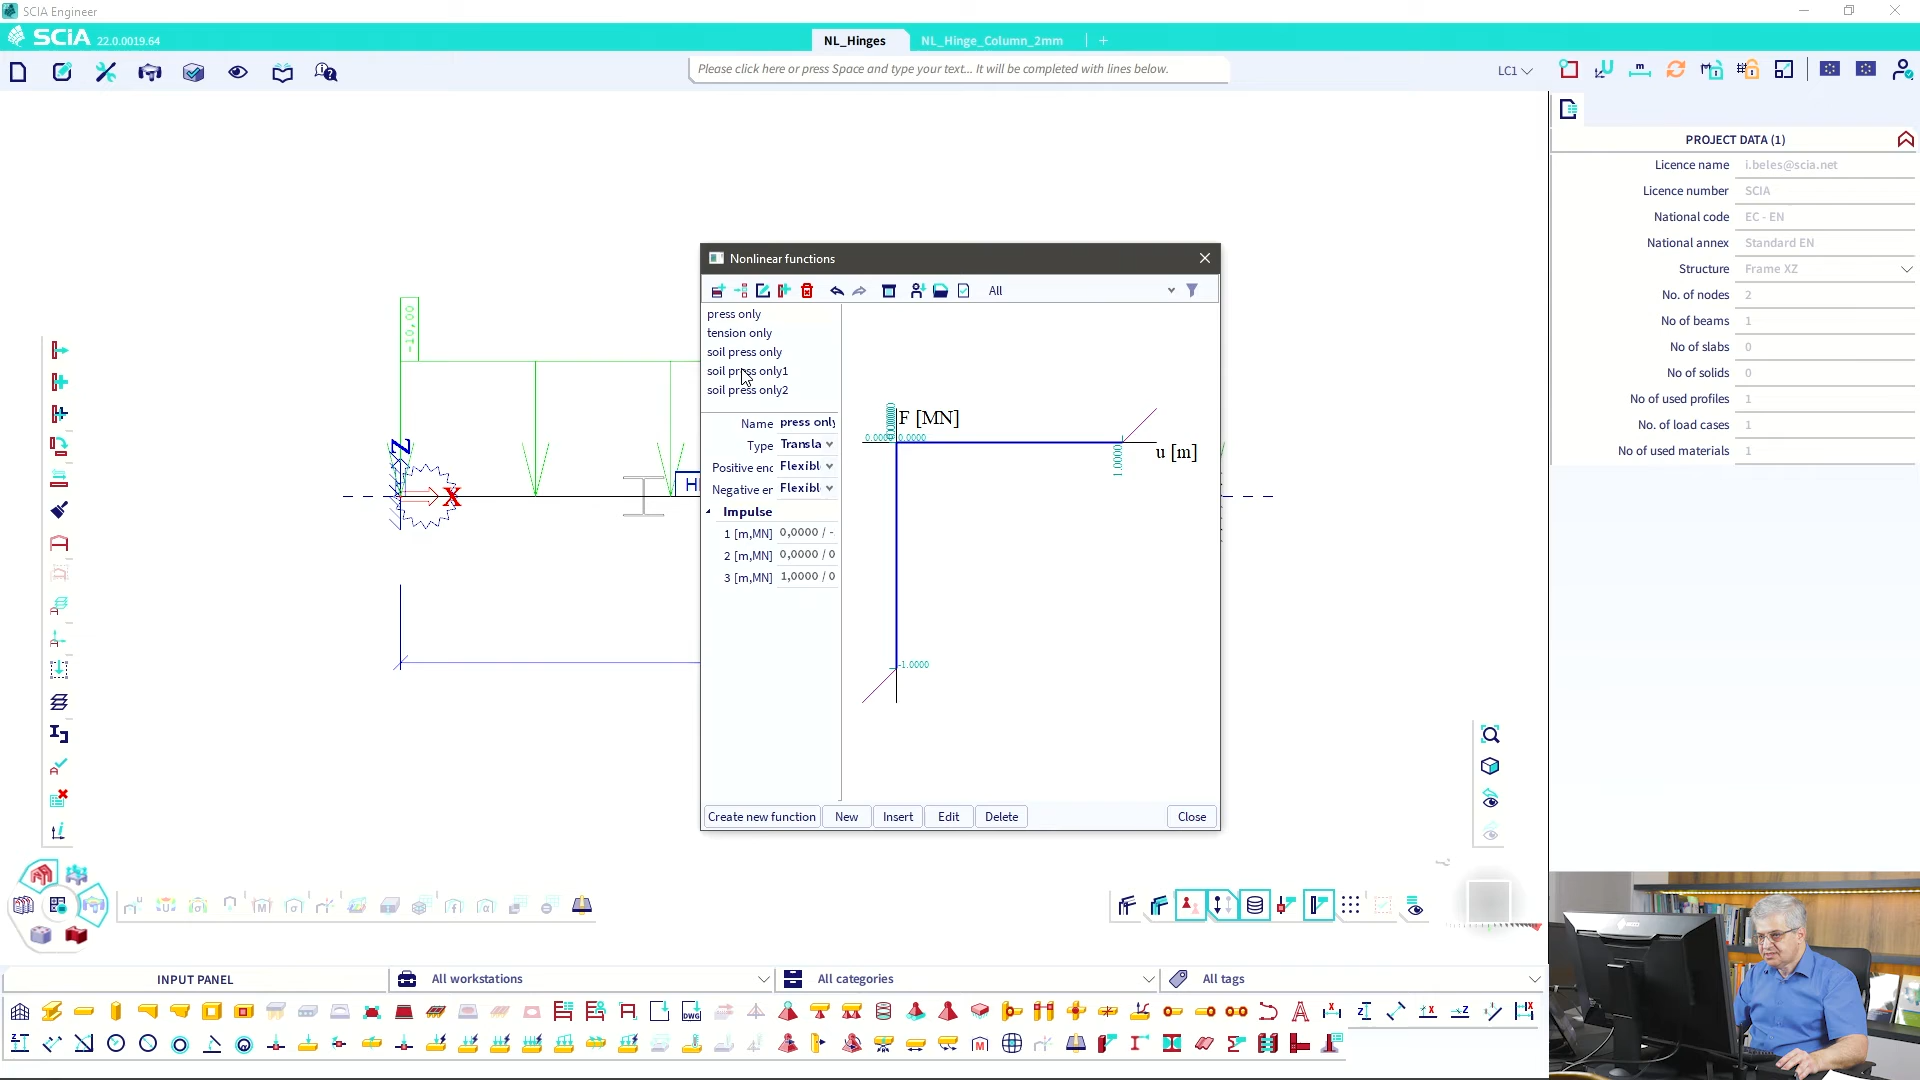 SCIA Engineer
SCiA 22.0.0019.64
NL_Hinges
NL_Hinge_Column_2mm
Please click here or press Space and type your text... It will be completed with lines below.
LC1
PROJECT DATA (1)
Licence name i.beles@scia.net
Licence number SCIA
National code EC - EN
National annex Standard EN
Structure Frame XZ
No. of nodes 2
No of beams 1
No of slabs 0
No of solids 0
No of used profiles 1
No. of load cases 1
No of used materials 1
-10,00
Z
X
Nonlinear functions
All
press only
tension only
soil press only
soil press only1
soil press only2
Name press only
Type Transla
Positive enc Flexibl
Negative er Flexibl
Impulse
1 [m,MN] 0,0000 / -
2 [m,MN] 0,0000 / 0
3 [m,MN] 1,0000 / 0
F [MN]
0.0000
0.0000
u [m]
1.0000
-1.0000
Create new function
New
Insert
Edit
Delete
Close
INPUT PANEL
All workstations
All categories
All tags